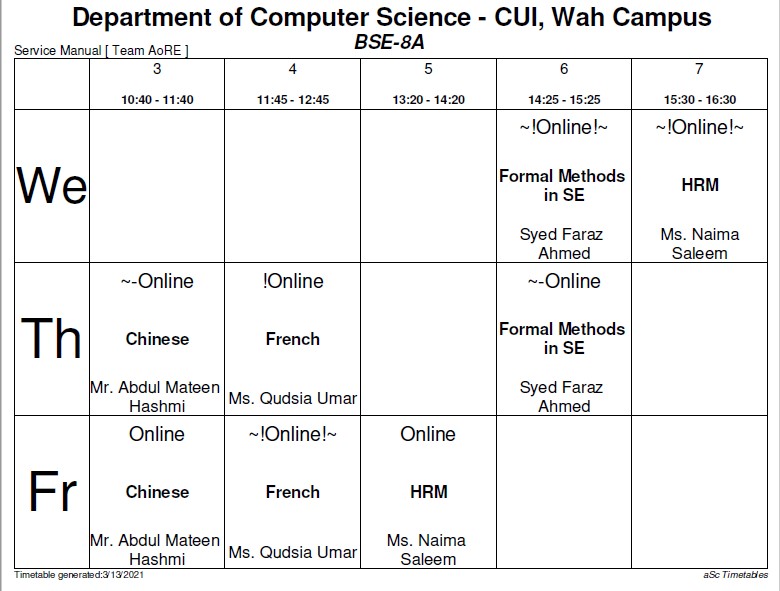 Department of Computer Science - CUI, Wah Campus
Service Manual [ Team AoRE ]
BSE-8A
3
4
5
6
7
10:40 - 11:40
11:45 - 12:45
13:20 - 14:20
14:25 - 15:25
15:30 - 16:30
We
~!Online!~
Formal Methods
in SE
Syed Faraz
Ahmed
~!Online!~
HRM
Ms. Naima
Saleem
Th
~-Online
Chinese
Mr. Abdul Mateen
Hashmi
!Online
French
Ms. Qudsia Umar
~-Online
Formal Methods
in SE
Syed Faraz
Ahmed
Fr
Online
Chinese
Mr. Abdul Mateen
Hashmi
~!Online!~
French
Ms. Qudsia Umar
Online
HRM
Ms. Naima
Saleem
Timetable generated:3/13/2021
aSc Timetables